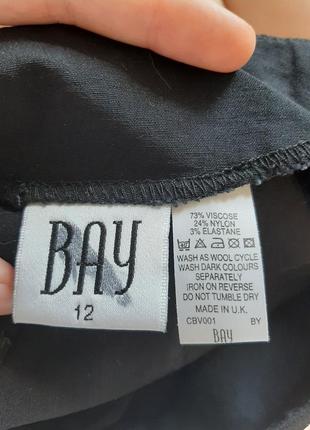 BAY
12
73% VISCOSE
24% NYLON
3% ELASTANE
WASH AS WOOL CYCLE
WASH DARK COLOURS
SEPARATELY
IRON ON REVERSE
DO NOT TUMBLE DRY
MADE IN U.K.
CBV001 BY
BAY